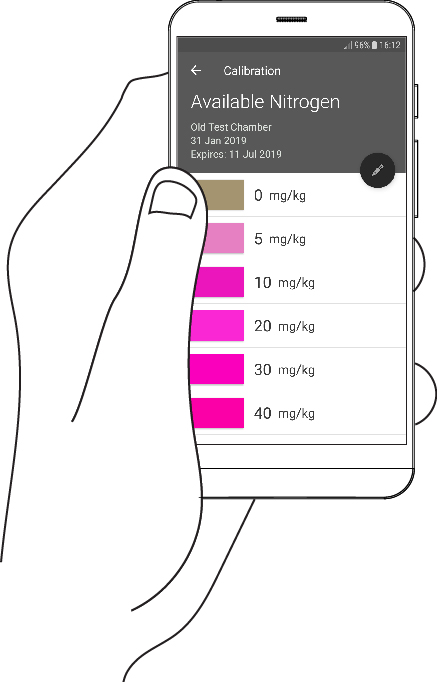 96% 16:12
Calibration
Available Nitrogen
Old Test Chamber
31 Jan 2019
Expires: 11 Jul 2019
0 mg/kg
5 mg/kg
10 mg/kg
20 mg/kg
30 mg/kg
40 mg/kg